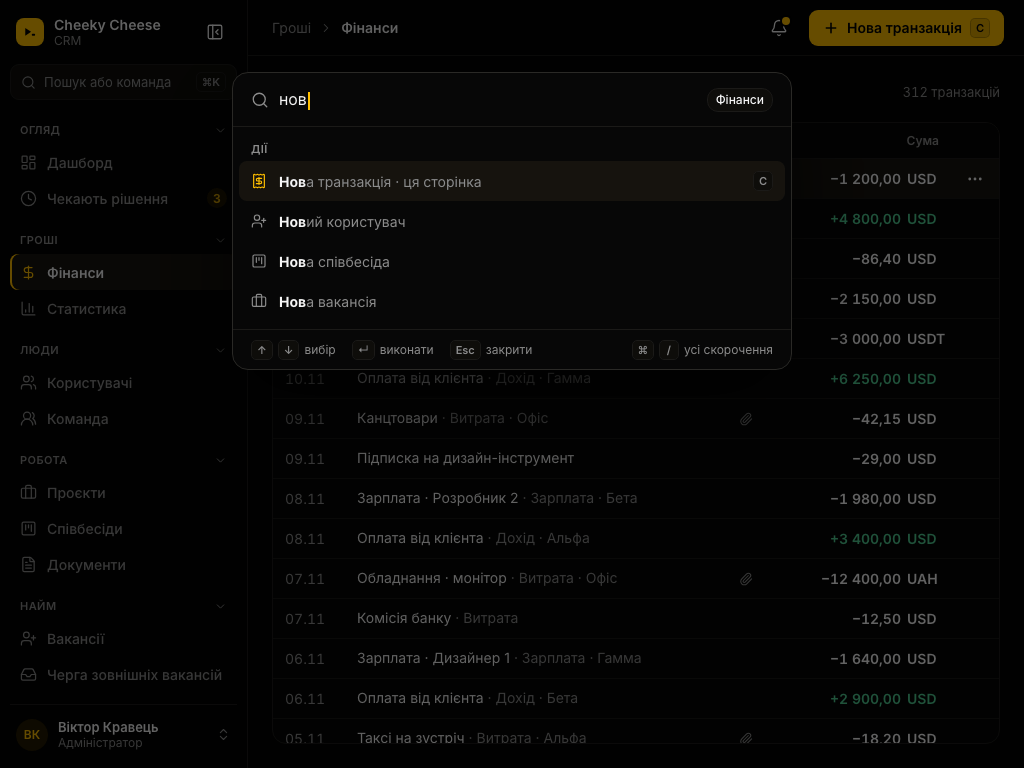 Cheeky Cheese
CRM
Пошук або команда ⌘K
ОГЛЯД
Дашборд
Чекають рішення 3
ГРОШІ
Фінанси
Статистика
ЛЮДИ
Користувачі
Команда
РОБОТА
Проєкти
Співбесіди
Документи
НАЙМ
Вакансії
Черга зовнішніх вакансій
ВК Віктор Кравець
Адміністратор
Гроші > Фінанси
+ Нова транзакція C
312 транзакцій
нов Фінанси
ДІЇ
Нова транзакція · ця сторінка C
Новий користувач
Нова співбесіда
Нова вакансія
↑ ↓ вибір ↵ виконати Esc закрити ⌘ / усі скорочення
Сума
−1 200,00 USD
+4 800,00 USD
−86,40 USD
−2 150,00 USD
−3 000,00 USDT
10.11 Оплата від клієнта · Дохід · Гамма +6 250,00 USD
09.11 Канцтовари · Витрата · Офіс −42,15 USD
09.11 Підписка на дизайн-інструмент −29,00 USD
08.11 Зарплата · Розробник 2 · Зарплата · Бета −1 980,00 USD
08.11 Оплата від клієнта · Дохід · Альфа +3 400,00 USD
07.11 Обладнання · монітор · Витрата · Офіс −12 400,00 UAH
07.11 Комісія банку · Витрата −12,50 USD
06.11 Зарплата · Дизайнер 1 · Зарплата · Гамма −1 640,00 USD
06.11 Оплата від клієнта · Дохід · Бета +2 900,00 USD
05.11 Таксі на зустріч · Витрата · Альфа −18,20 USD